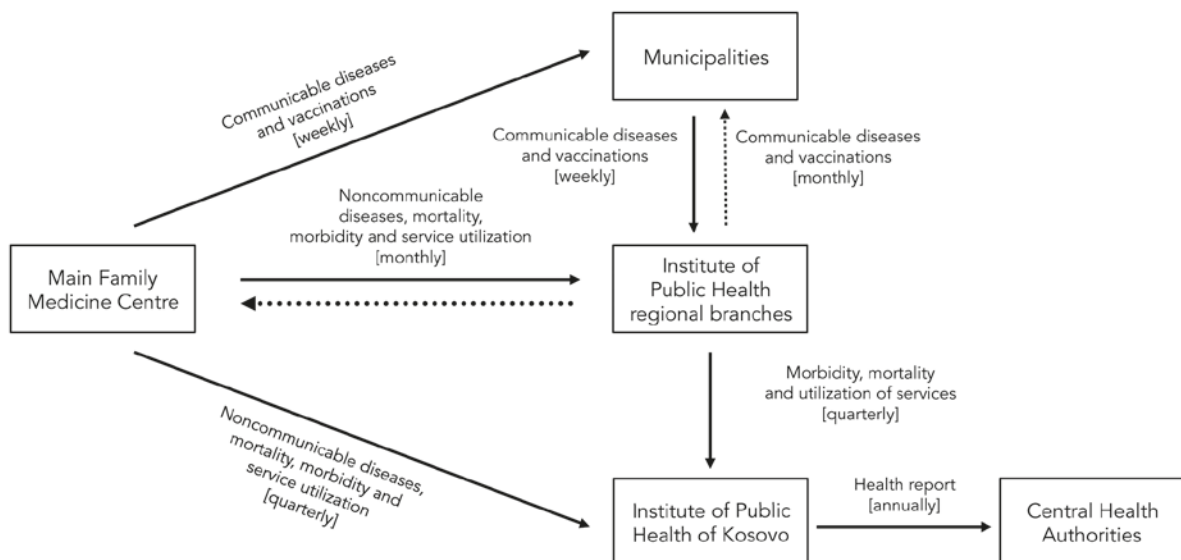 Municipalities
Communicable diseases
and vaccinations
[weekly]
Communicable diseases
and vaccinations
[weekly]
Communicable diseases
and vaccinations
[monthly]
Noncommunicable
diseases, mortality,
morbidity and service utilization
[monthly]
Main Family
Medicine Centre
Institute of
Public Health
regional branches
Morbidity, mortality
and utilization of services
[quarterly]
Noncommunicable diseases,
mortality, morbidity and
service utilization
[quarterly]
Institute of Public
Health of Kosovo
Health report
[annually]
Central Health
Authorities